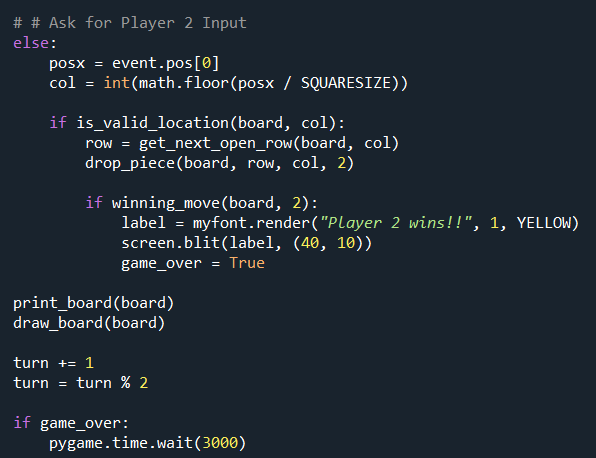 # # Ask for Player 2 Input
else:
    posx = event.pos[0]
    col = int(math.floor(posx / SQUARESIZE))

    if is_valid_location(board, col):
        row = get_next_open_row(board, col)
        drop_piece(board, row, col, 2)

        if winning_move(board, 2):
            label = myfont.render("Player 2 wins!!", 1, YELLOW)
            screen.blit(label, (40, 10))
            game_over = True

print_board(board)
draw_board(board)

turn += 1
turn = turn % 2

if game_over:
    pygame.time.wait(3000)